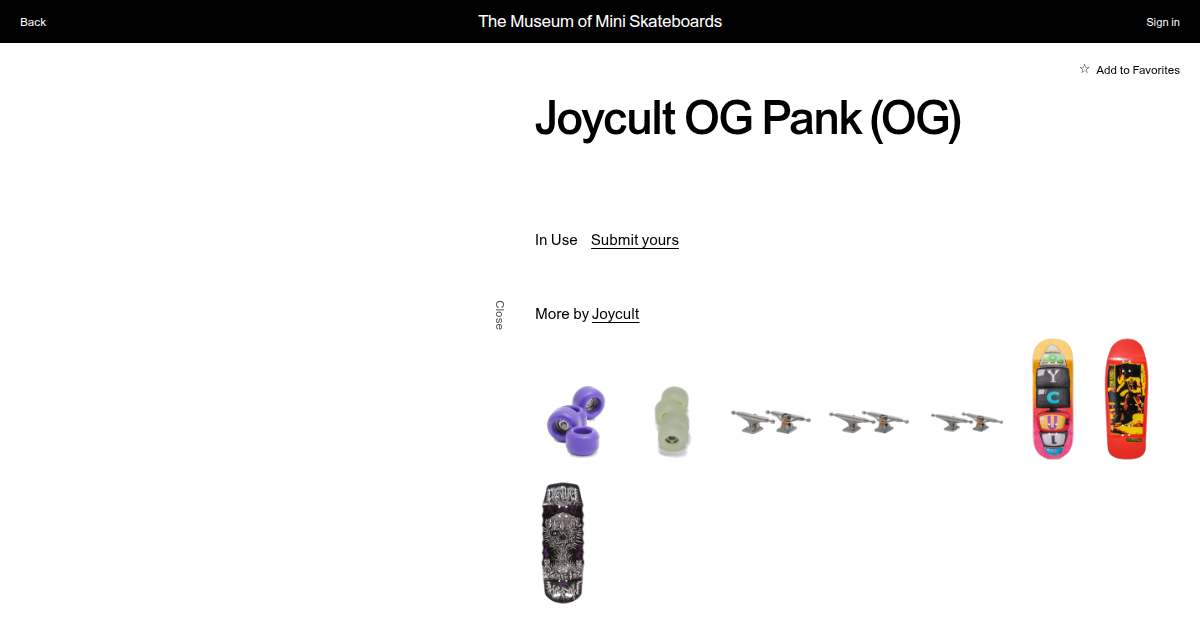 Back
The Museum of Mini Skateboards
Sign in
☆ Add to Favorites
Joycult OG Pank (OG)
In Use Submit yours
Close
More by Joycult
Y
C
U
L